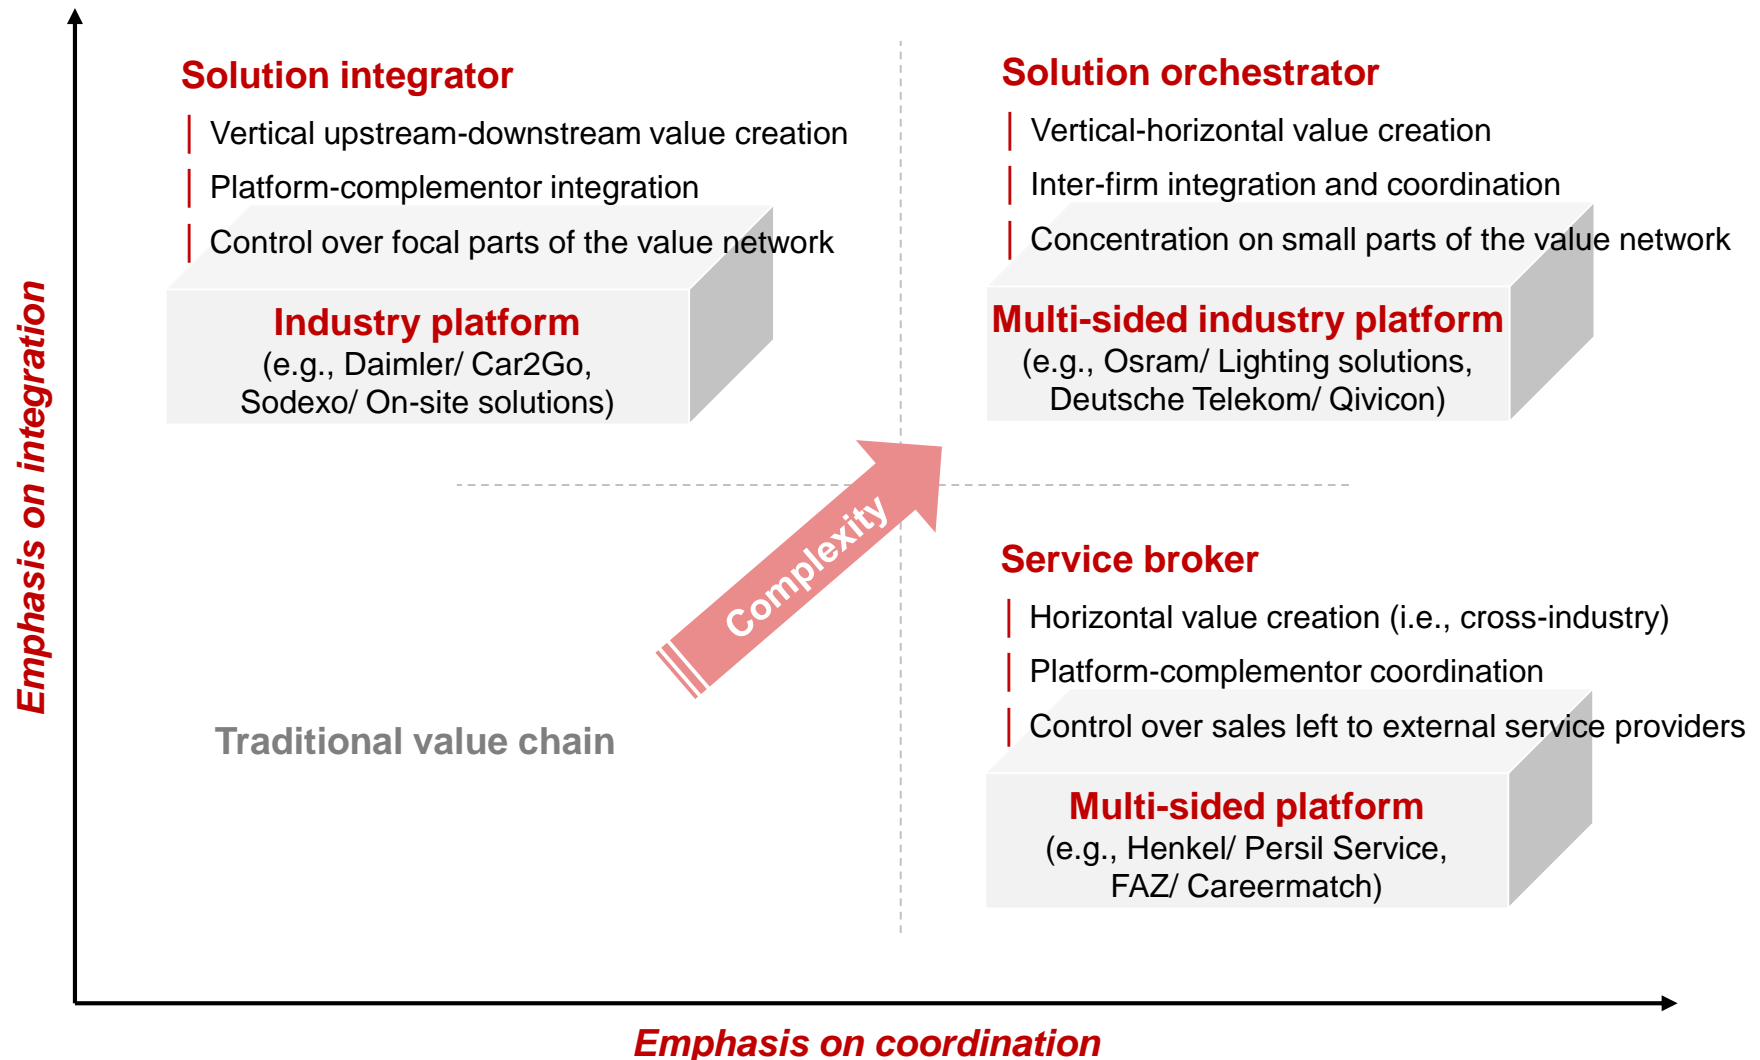 Solution integrator
Vertical upstream-downstream value creation
Platform-complementor integration
Control over focal parts of the value network
Industry platform
(e.g., Daimler/ Car2Go,
Sodexo/ On-site solutions)
Solution orchestrator
Vertical-horizontal value creation
Inter-firm integration and coordination
Concentration on small parts of the value network
Multi-sided industry platform
(e.g., Osram/ Lighting solutions,
Deutsche Telekom/ Qivicon)
Emphasis on integration
Complexity
Traditional value chain
Service broker
Horizontal value creation (i.e., cross-industry)
Platform-complementor coordination
Control over sales left to external service providers
Multi-sided platform
(e.g., Henkel/ Persil Service,
FAZ/ Careermatch)
Emphasis on coordination